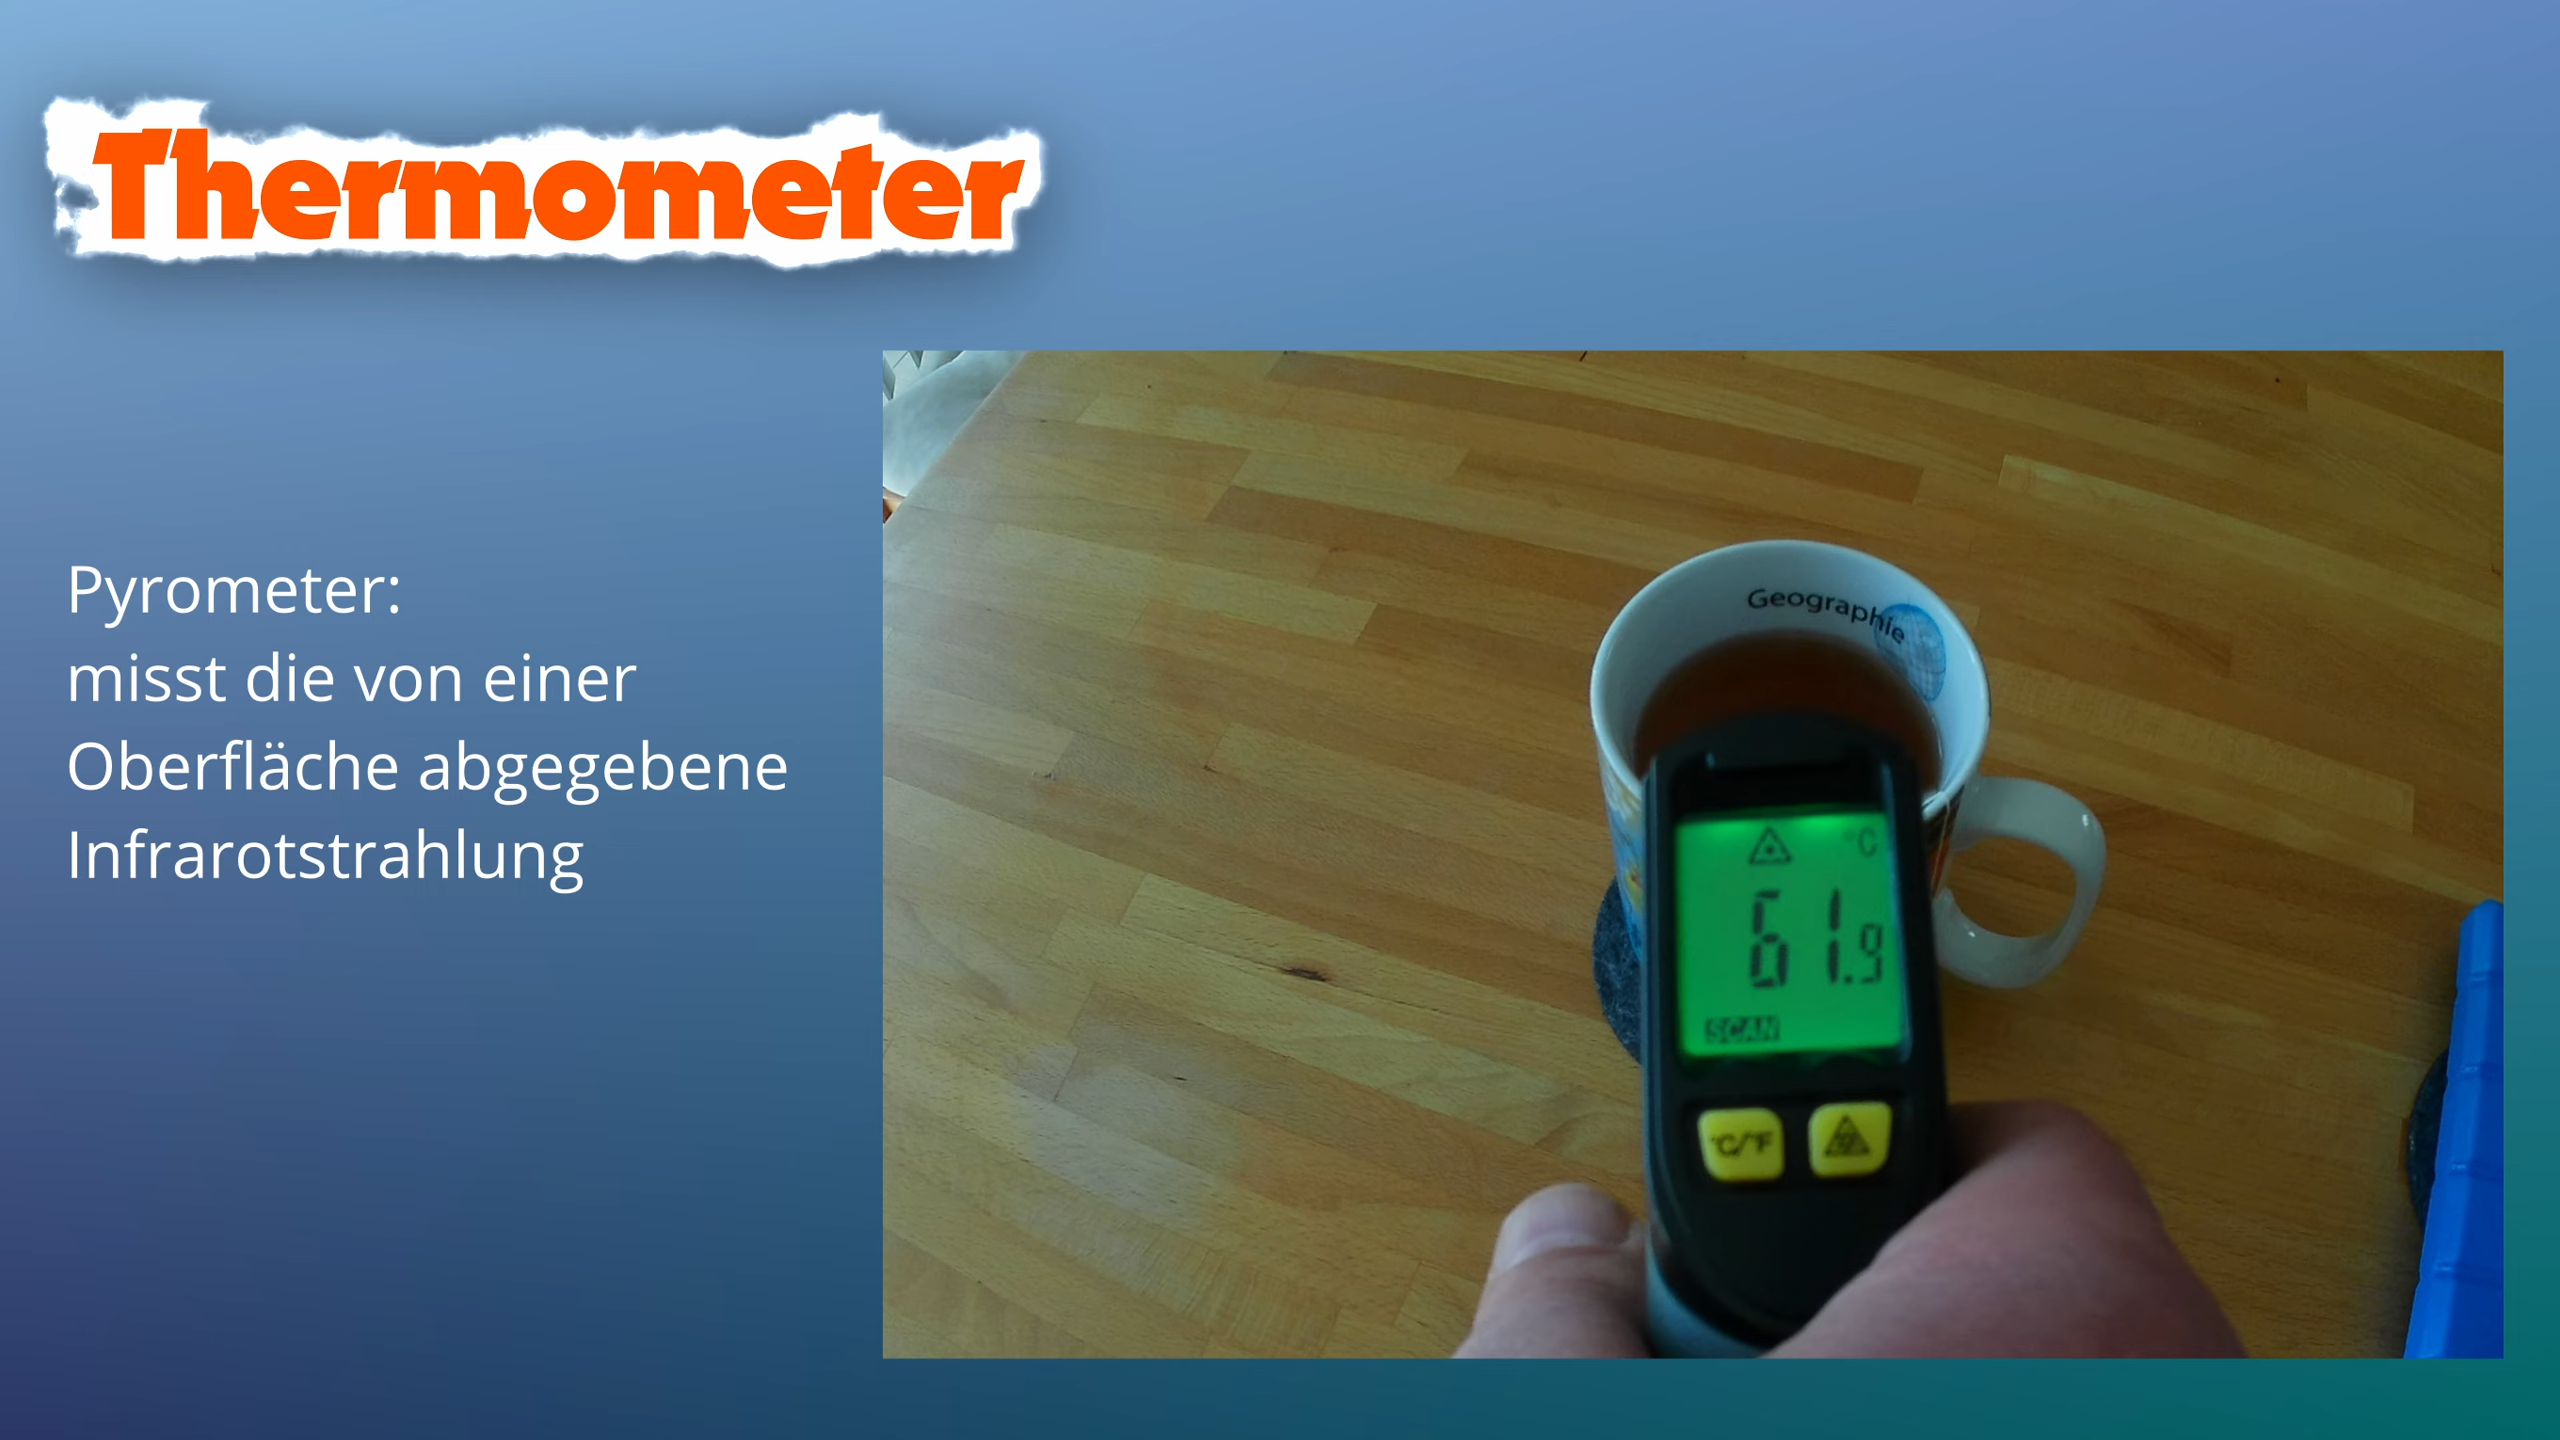 Thermometer
Pyrometer:
misst die von einer
Oberfläche abgegebene
Infrarotstrahlung
Geographie
°C
61.9
SCAN
°C/°F